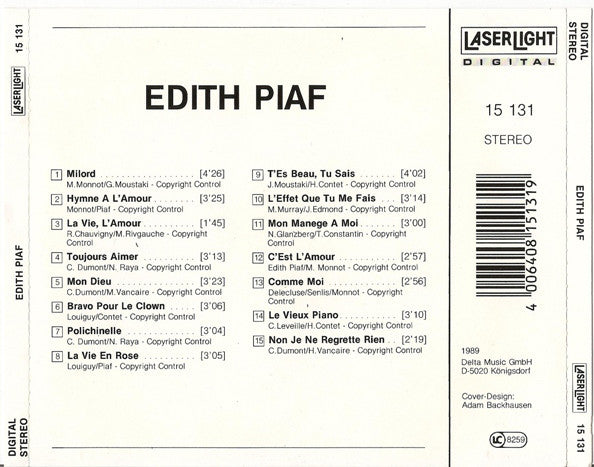 EDITH PIAF
1 Milord . . . . . . . . . . . . . [4'26]
M.Monnot/G.Moustaki - Copyright Control
2 Hymne A L'Amour . . . . . . . [3'25]
Monnot/Piaf - Copyright Control
3 La Vie, L'Amour . . . . . . . . [1'45]
R.Chauvigny/M.Rivgauche - Copyright
Control
4 Toujours Aimer . . . . . . . . . [3'13]
C. Dumont/N. Raya - Copyright Control
5 Mon Dieu . . . . . . . . . . . . [3'23]
C.Dumont/M.Vancaire - Copyright Control
6 Bravo Pour Le Clown . . . . . [3'06]
Louiguy/Contet - Copyright Control
7 Polichinelle . . . . . . . . . . . [3'04]
C. Dumont/N. Raya - Copyright Control
8 La Vie En Rose . . . . . . . . . [3'05]
Louiguy/Piaf - Copyright Control
9 T'Es Beau, Tu Sais . . . . . . . [4'02]
J.Moustaki/H.Contet - Copyright Control
10 L'Effet Que Tu Me Fais . . . . [3'14]
M.Murray/J.Edmond - Copyright Control
11 Mon Manege A Moi . . . . . . [3'00]
N.Glanzberg/T.Constantin - Copyright
Control
12 C'Est L'Amour . . . . . . . . . [2'57]
Edith Piaf/M. Monnot - Copyright Control
13 Comme Moi . . . . . . . . . . . [2'56]
Deiecluse/Senlis/Monnot - Copyright
Control
14 Le Vieux Piano . . . . . . . . . [3'10]
C.Leveille/H.Contet - Copyright Control
15 Non Je Ne Regrette Rien . . [2'19]
C.Dumont/H.Vancaire - Copyright Control
LASERLIGHT
DIGITAL
15 131
STEREO
4 006408 151319
1989
Delta Music GmbH
D-5020 Königsdorf
Cover-Design:
Adam Backhausen
LC 8259
15 131
LASERLIGHT
EDITH PIAF
DIGITAL
STEREO
DIGITAL
STEREO
EDITH PIAF
LASERLIGHT
15 131